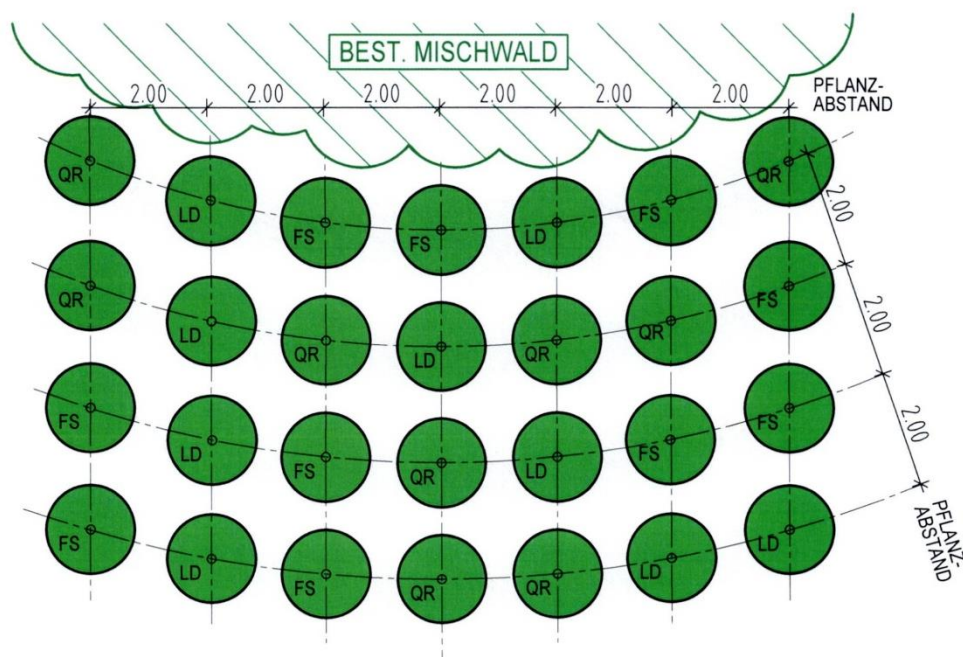 BEST. MISCHWALD
2.00 2.00 2.00 2.00 2.00 2.00
PFLANZ-
ABSTAND
QR LD FS FS LD FS QR
2.00
QR LD QR LD QR QR FS
2.00
FS LD FS QR LD FS FS
2.00
FS LD FS QR QR LD LD
PFLANZ-
ABSTAND